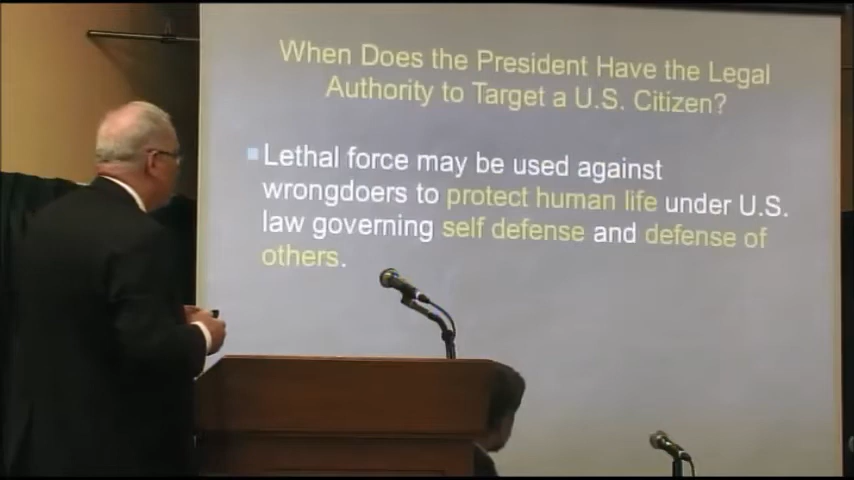 When Does the President Have the Legal
Authority to Target a U.S. Citizen?
Lethal force may be used against
wrongdoers to protect human life under U.S.
law governing self defense and defense of
others.